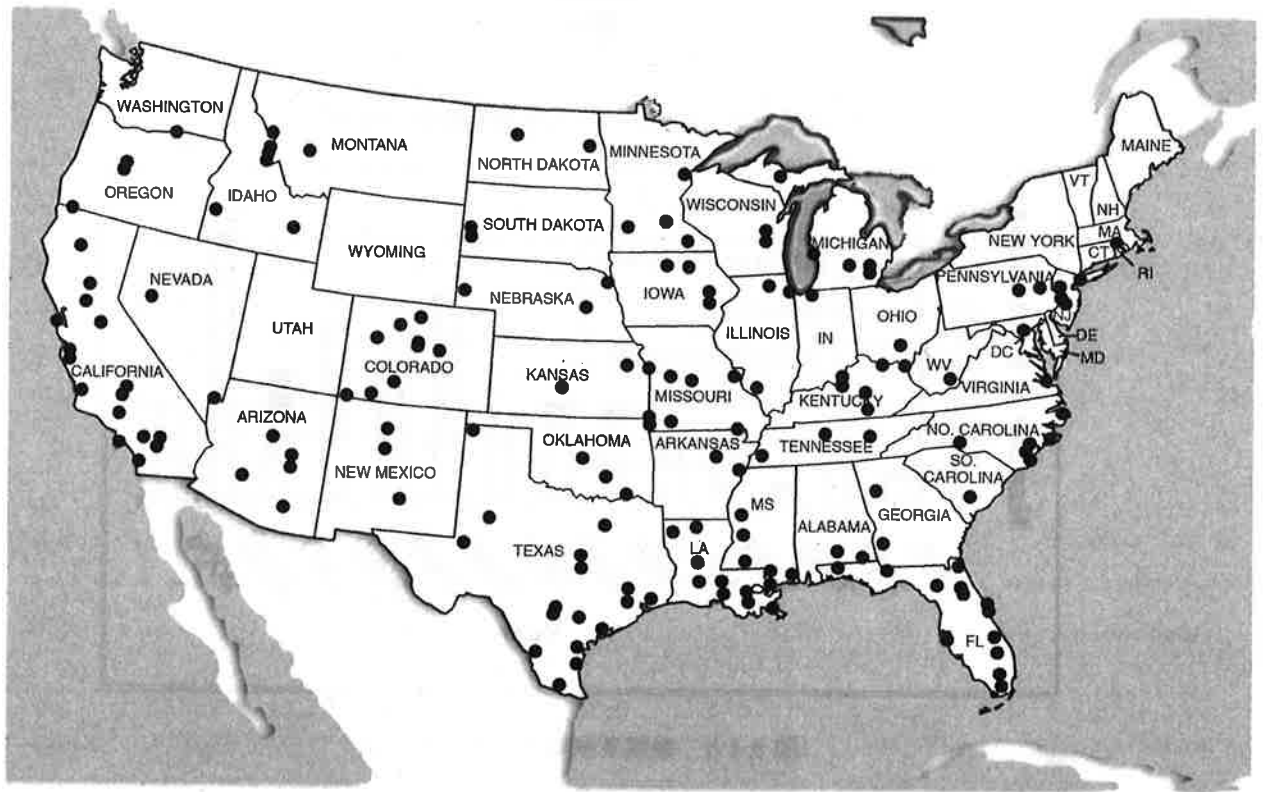 WASHINGTON
MONTANA
NORTH DAKOTA
MINNESOTA
MAINE
VT
OREGON
IDAHO
WISCONSIN
NH
SOUTH DAKOTA
MICHIGAN
NEW YORK
MA
WYOMING
CT
RI
NEVADA
PENNSYLVANIA
NEBRASKA
IOWA
NJ
UTAH
ILLINOIS
IN
OHIO
DE
COLORADO
DC
MD
CALIFORNIA
KANSAS
WV
MISSOURI
KENTUCKY
VIRGINIA
ARIZONA
OKLAHOMA
ARKANSAS
TENNESSEE
NO. CAROLINA
NEW MEXICO
SO.
CAROLINA
MS
GEORGIA
ALABAMA
TEXAS
LA
FL